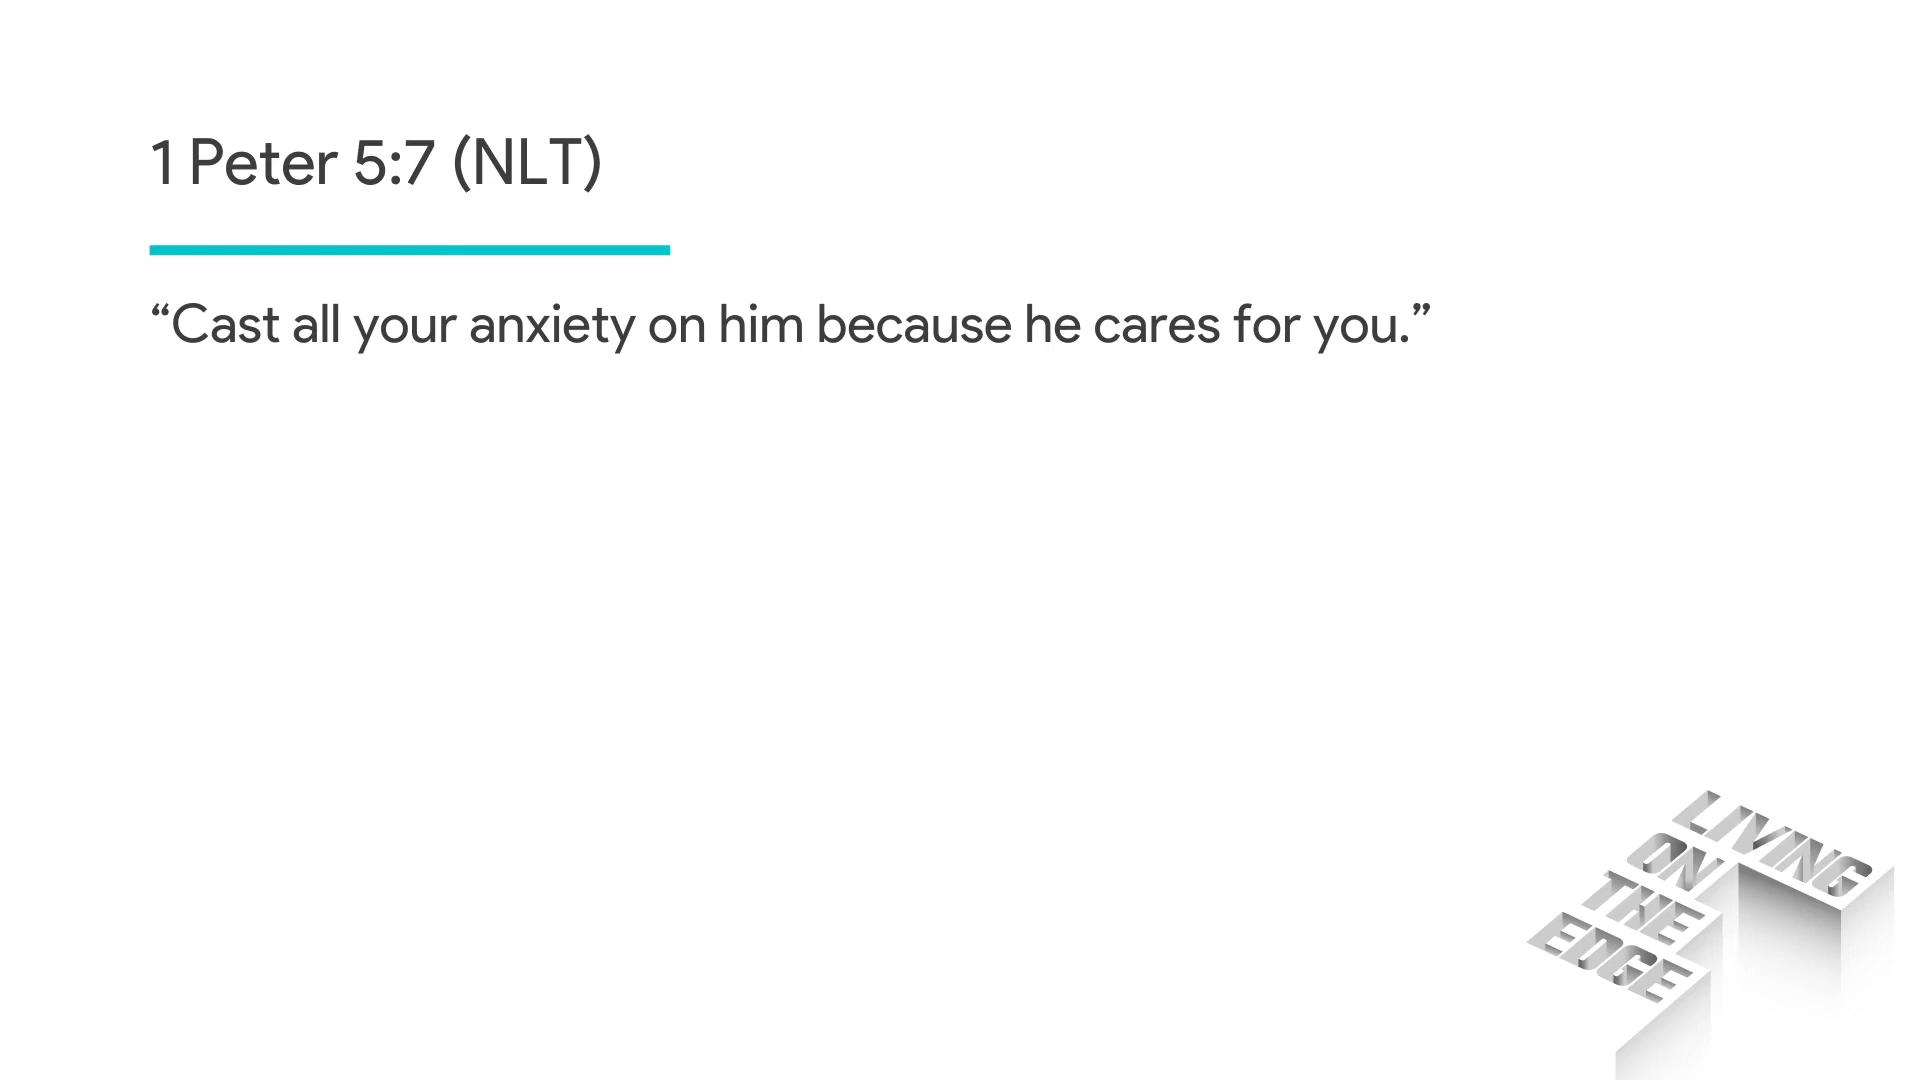 1 Peter 5:7 (NLT)
“Cast all your anxiety on him because he cares for you.”
LIVING
ON
THE
EDGE